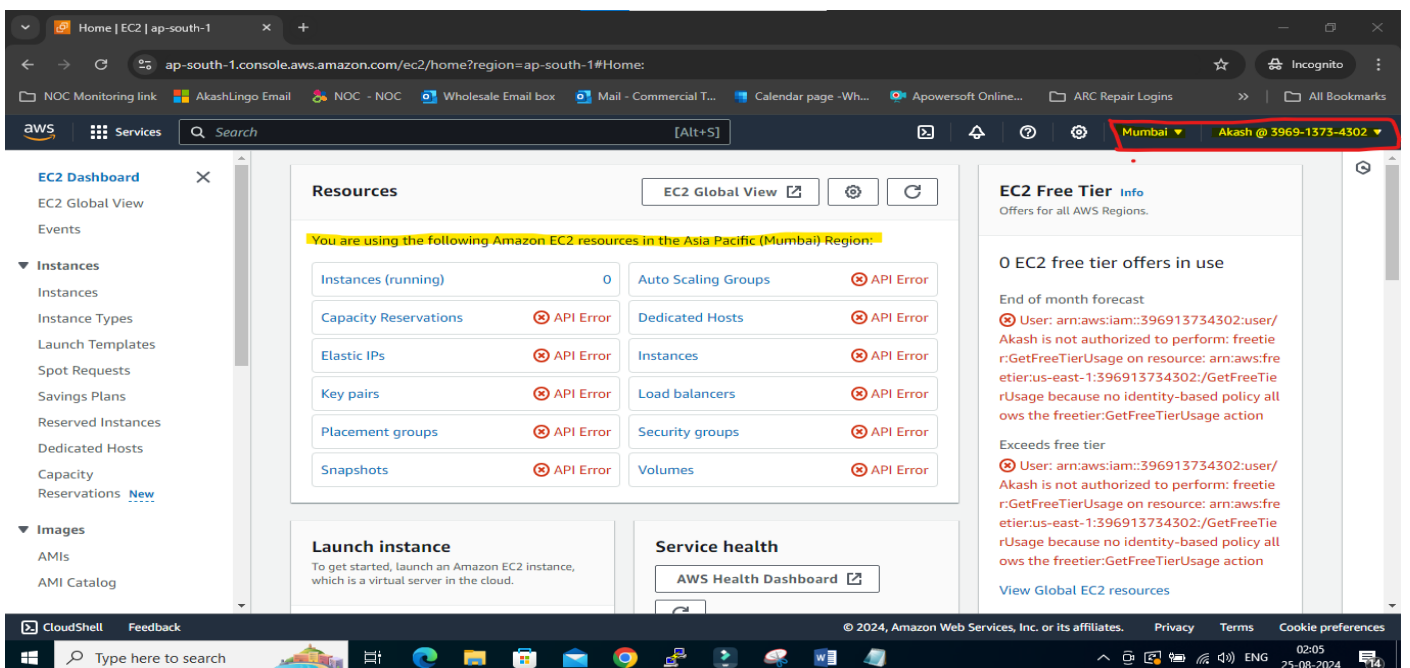 Home | EC2 | ap-south-1
ap-south-1.console.aws.amazon.com/ec2/home?region=ap-south-1#Home:
Incognito
NOC Monitoring link
AkashLingo Email
NOC - NOC
Wholesale Email box
Mail - Commercial T...
Calendar page -Wh...
Apowersoft Online...
ARC Repair Logins
»
All Bookmarks
aws
Services
Search
[Alt+S]
Mumbai
Akash @ 3969-1373-4302
EC2 Dashboard
EC2 Global View
Events
Instances
Instances
Instance Types
Launch Templates
Spot Requests
Savings Plans
Reserved Instances
Dedicated Hosts
Capacity
Reservations New
Images
AMIs
AMI Catalog
Resources
EC2 Global View
You are using the following Amazon EC2 resources in the Asia Pacific (Mumbai) Region:
Instances (running) 0
Auto Scaling Groups API Error
Capacity Reservations API Error
Dedicated Hosts API Error
Elastic IPs API Error
Instances API Error
Key pairs API Error
Load balancers API Error
Placement groups API Error
Security groups API Error
Snapshots API Error
Volumes API Error
Launch instance
To get started, launch an Amazon EC2 instance,
which is a virtual server in the cloud.
Service health
AWS Health Dashboard
EC2 Free Tier Info
Offers for all AWS Regions.
0 EC2 free tier offers in use
End of month forecast
User: arn:aws:iam::396913734302:user/
Akash is not authorized to perform: freetie
r:GetFreeTierUsage on resource: arn:aws:fre
etier:us-east-1:396913734302:/GetFreeTie
rUsage because no identity-based policy all
ows the freetier:GetFreeTierUsage action
Exceeds free tier
User: arn:aws:iam::396913734302:user/
Akash is not authorized to perform: freetie
r:GetFreeTierUsage on resource: arn:aws:fre
etier:us-east-1:396913734302:/GetFreeTie
rUsage because no identity-based policy all
ows the freetier:GetFreeTierUsage action
View Global EC2 resources
CloudShell
Feedback
© 2024, Amazon Web Services, Inc. or its affiliates.
Privacy
Terms
Cookie preferences
Type here to search
ENG
02:05
25-08-2024
14